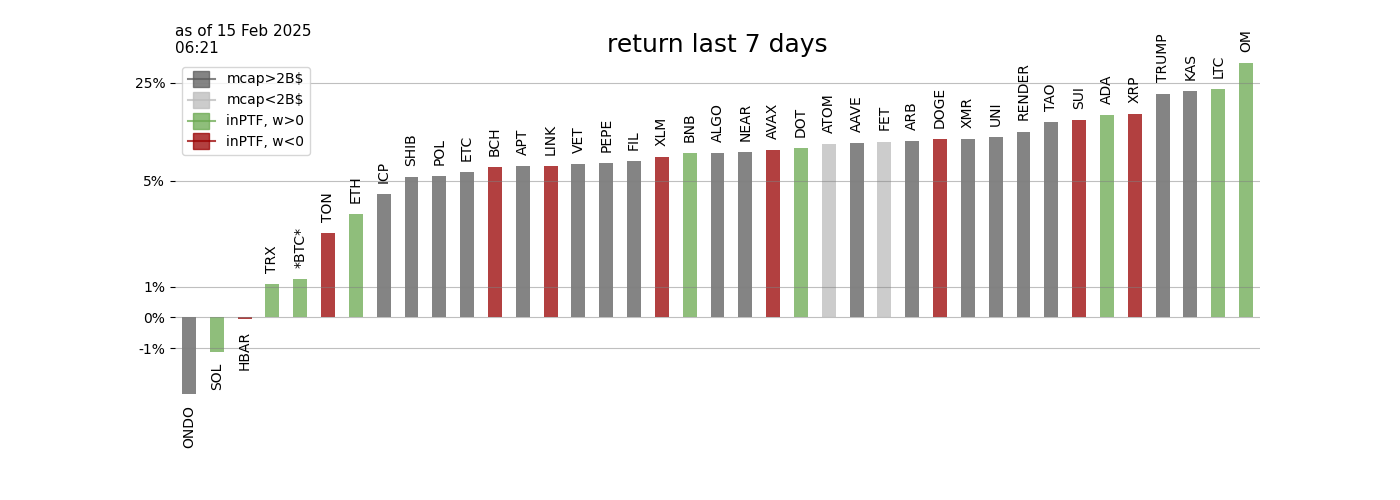 as of 15 Feb 2025
06:21
return last 7 days
mcap>2B$
mcap<2B$
inPTF, w>0
inPTF, w<0
25%
5%
1%
0%
-1%
ONDO
SOL
HBAR
TRX
*BTC*
TON
ETH
ICP
SHIB
POL
ETC
BCH
APT
LINK
VET
PEPE
FIL
XLM
BNB
ALGO
NEAR
AVAX
DOT
ATOM
AAVE
FET
ARB
DOGE
XMR
UNI
RENDER
TAO
SUI
ADA
XRP
TRUMP
KAS
LTC
OM